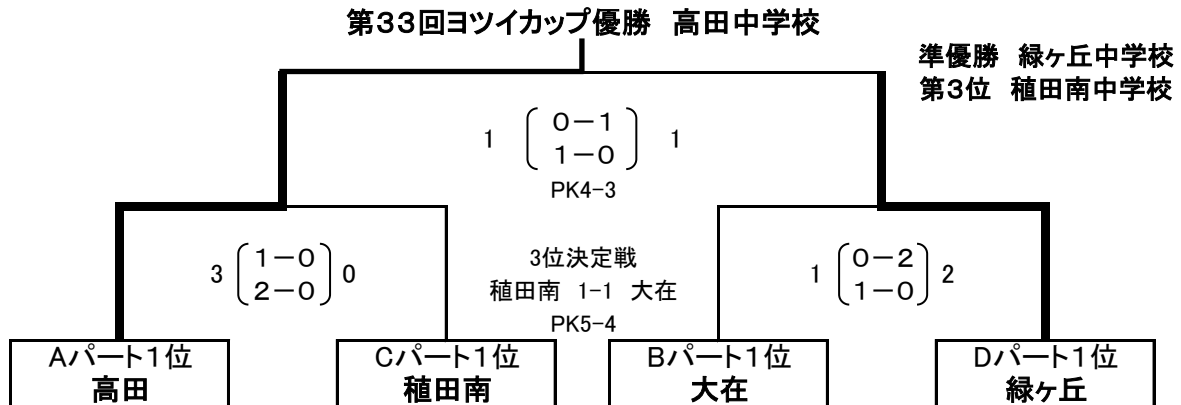 第３３回ヨツイカップ優勝　高田中学校
準優勝　緑ヶ丘中学校
第３位　稙田南中学校
1 ０－１ 1
１－０
PK4-3
3 １－０ 0
２－０
3位決定戦
稙田南 1-1 大在
PK5-4
1 ０－２ 2
１－０
Aパート１位
高田
Cパート１位
稙田南
Bパート１位
大在
Dパート１位
緑ヶ丘